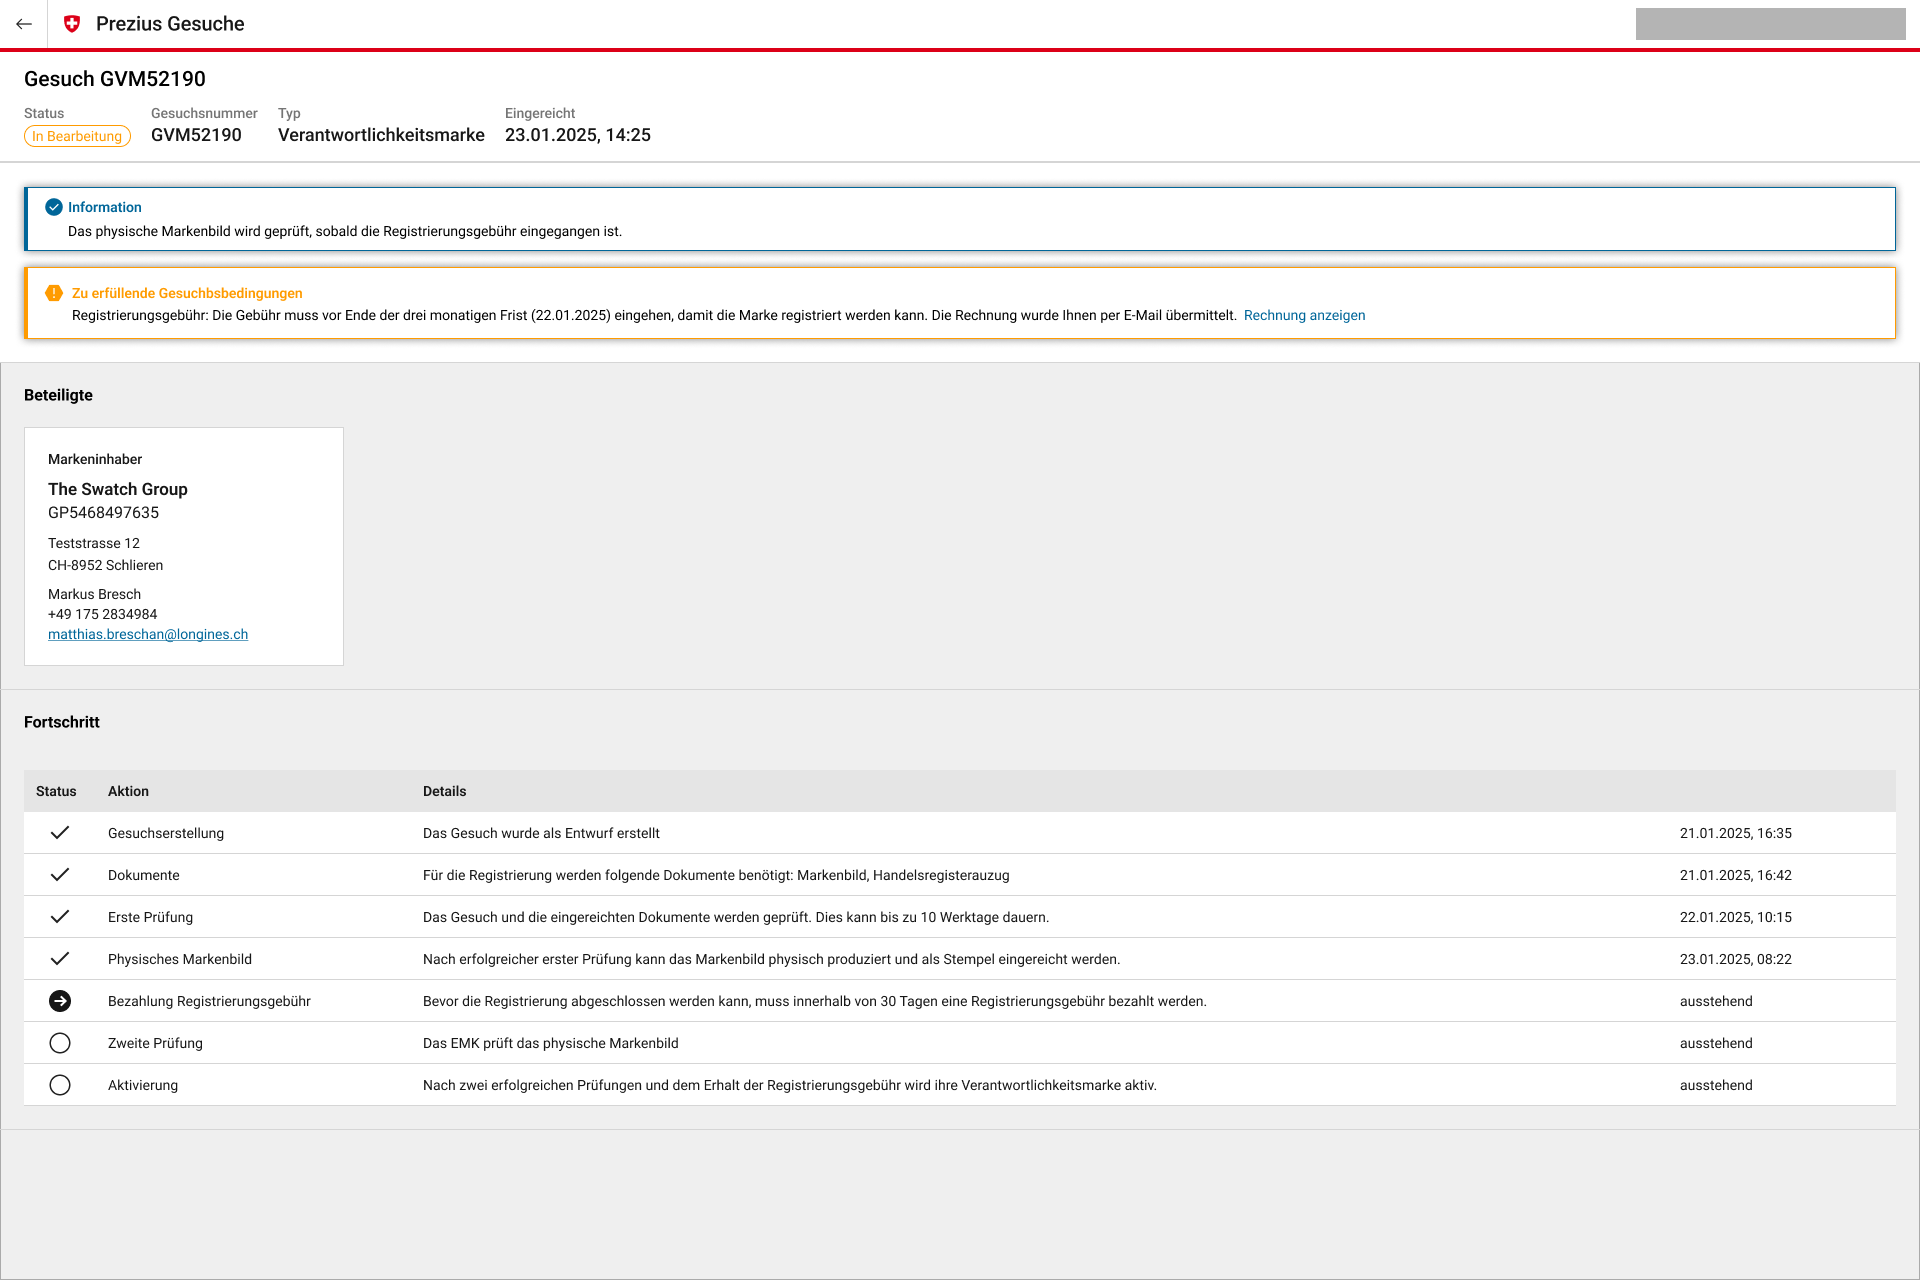 Prezius Gesuche
Gesuch GVM52190
Status
In Bearbeitung
Gesuchsnummer
GVM52190
Typ
Verantwortlichkeitsmarke
Eingereicht
23.01.2025, 14:25
Information
Das physische Markenbild wird geprüft, sobald die Registrierungsgebühr eingegangen ist.
Zu erfüllende Gesuchbsbedingungen
Registrierungsgebühr: Die Gebühr muss vor Ende der drei monatigen Frist (22.01.2025) eingehen, damit die Marke registriert werden kann. Die Rechnung wurde Ihnen per E-Mail übermittelt. Rechnung anzeigen
Beteiligte
Markeninhaber
The Swatch Group
GP5468497635
Teststrasse 12
CH-8952 Schlieren
Markus Bresch
+49 175 2834984
matthias.breschan@longines.ch
Fortschritt
Status Aktion Details
Gesuchserstellung Das Gesuch wurde als Entwurf erstellt 21.01.2025, 16:35
Dokumente Für die Registrierung werden folgende Dokumente benötigt: Markenbild, Handelsregisterauzug 21.01.2025, 16:42
Erste Prüfung Das Gesuch und die eingereichten Dokumente werden geprüft. Dies kann bis zu 10 Werktage dauern. 22.01.2025, 10:15
Physisches Markenbild Nach erfolgreicher erster Prüfung kann das Markenbild physisch produziert und als Stempel eingereicht werden. 23.01.2025, 08:22
Bezahlung Registrierungsgebühr Bevor die Registrierung abgeschlossen werden kann, muss innerhalb von 30 Tagen eine Registrierungsgebühr bezahlt werden. ausstehend
Zweite Prüfung Das EMK prüft das physische Markenbild ausstehend
Aktivierung Nach zwei erfolgreichen Prüfungen und dem Erhalt der Registrierungsgebühr wird ihre Verantwortlichkeitsmarke aktiv. ausstehend